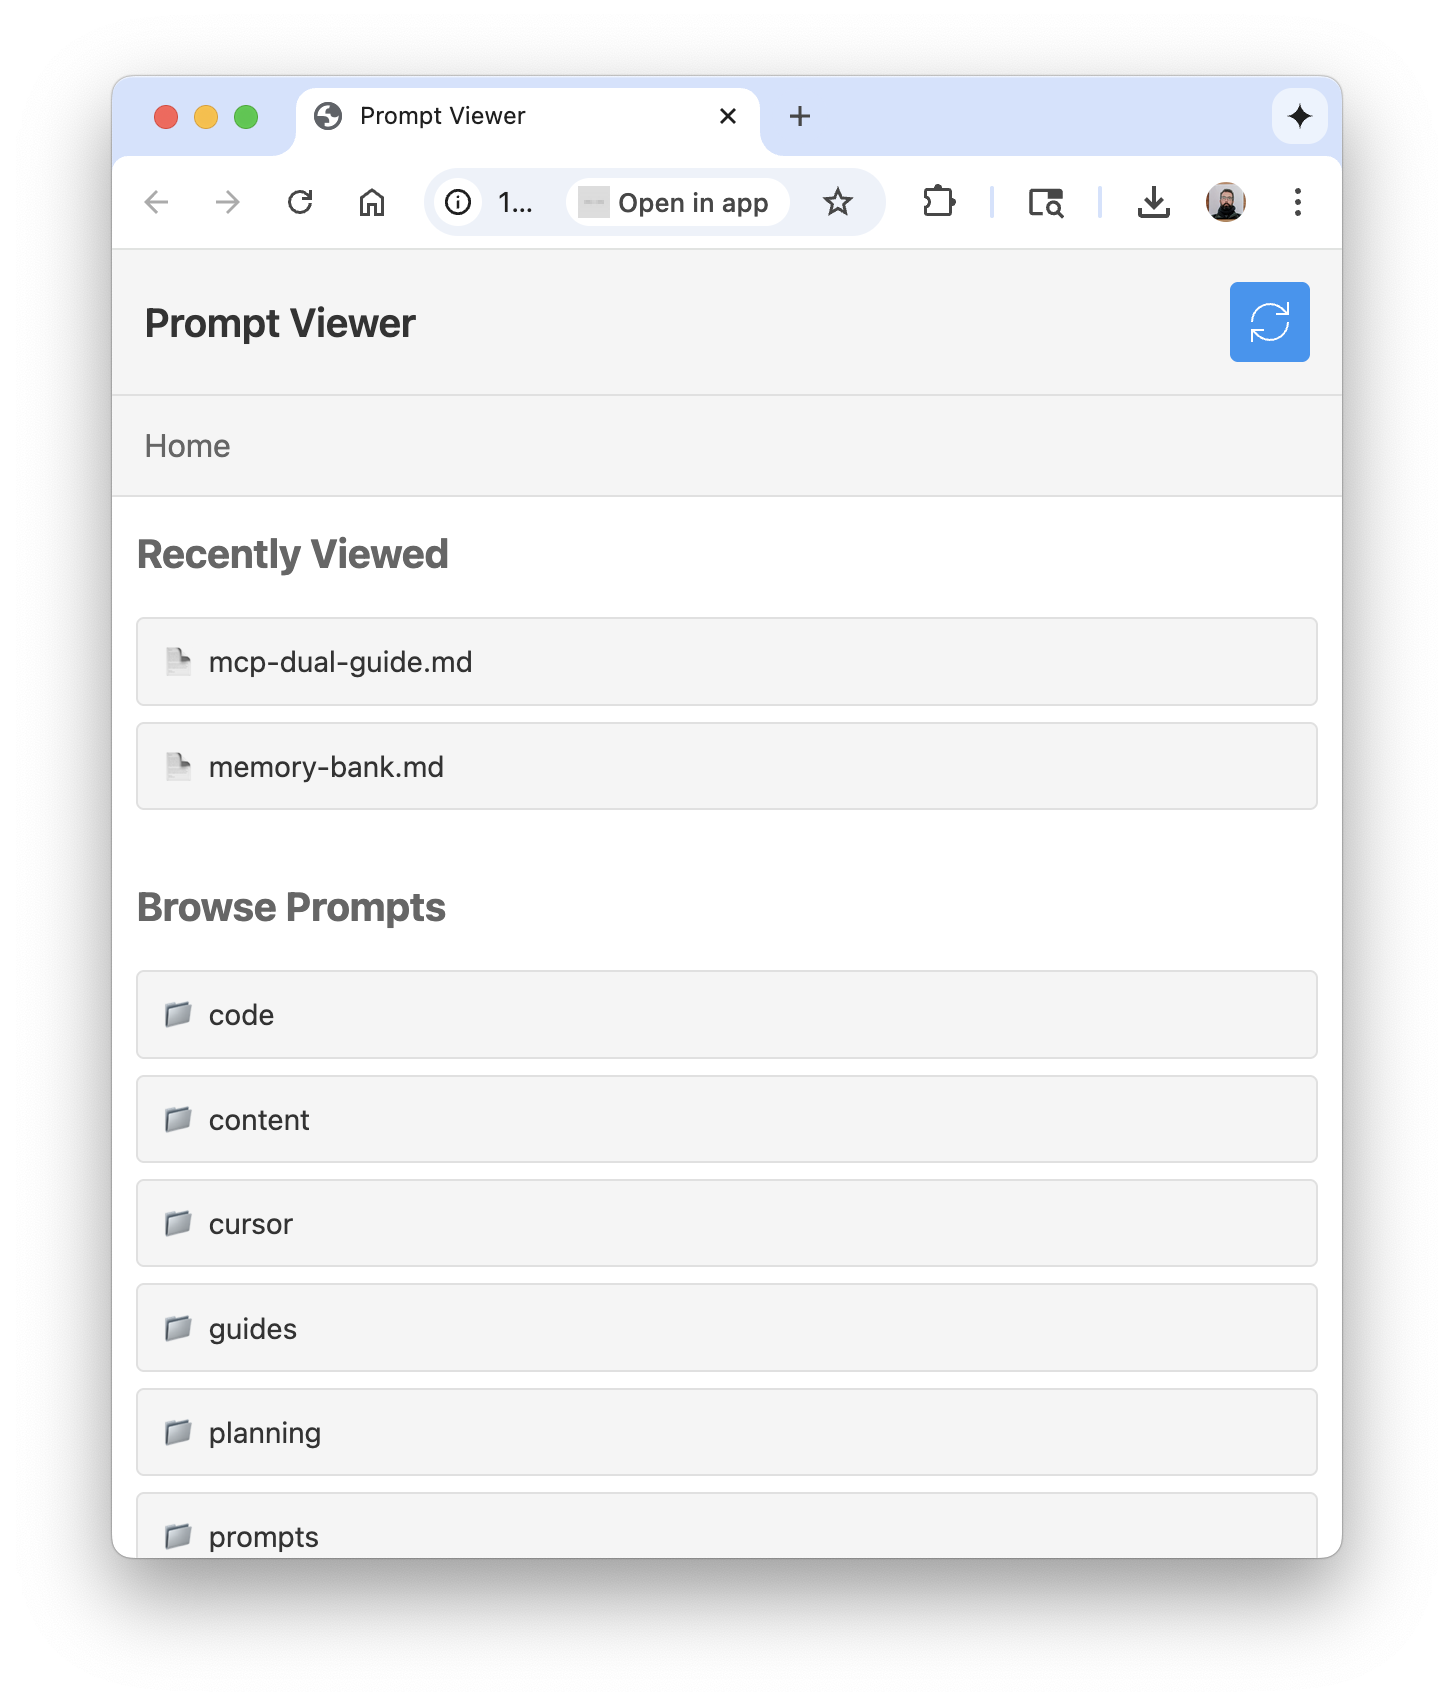 Prompt Viewer
1...
Open in app
Prompt Viewer
Home
Recently Viewed
mcp-dual-guide.md
memory-bank.md
Browse Prompts
code
content
cursor
guides
planning
prompts